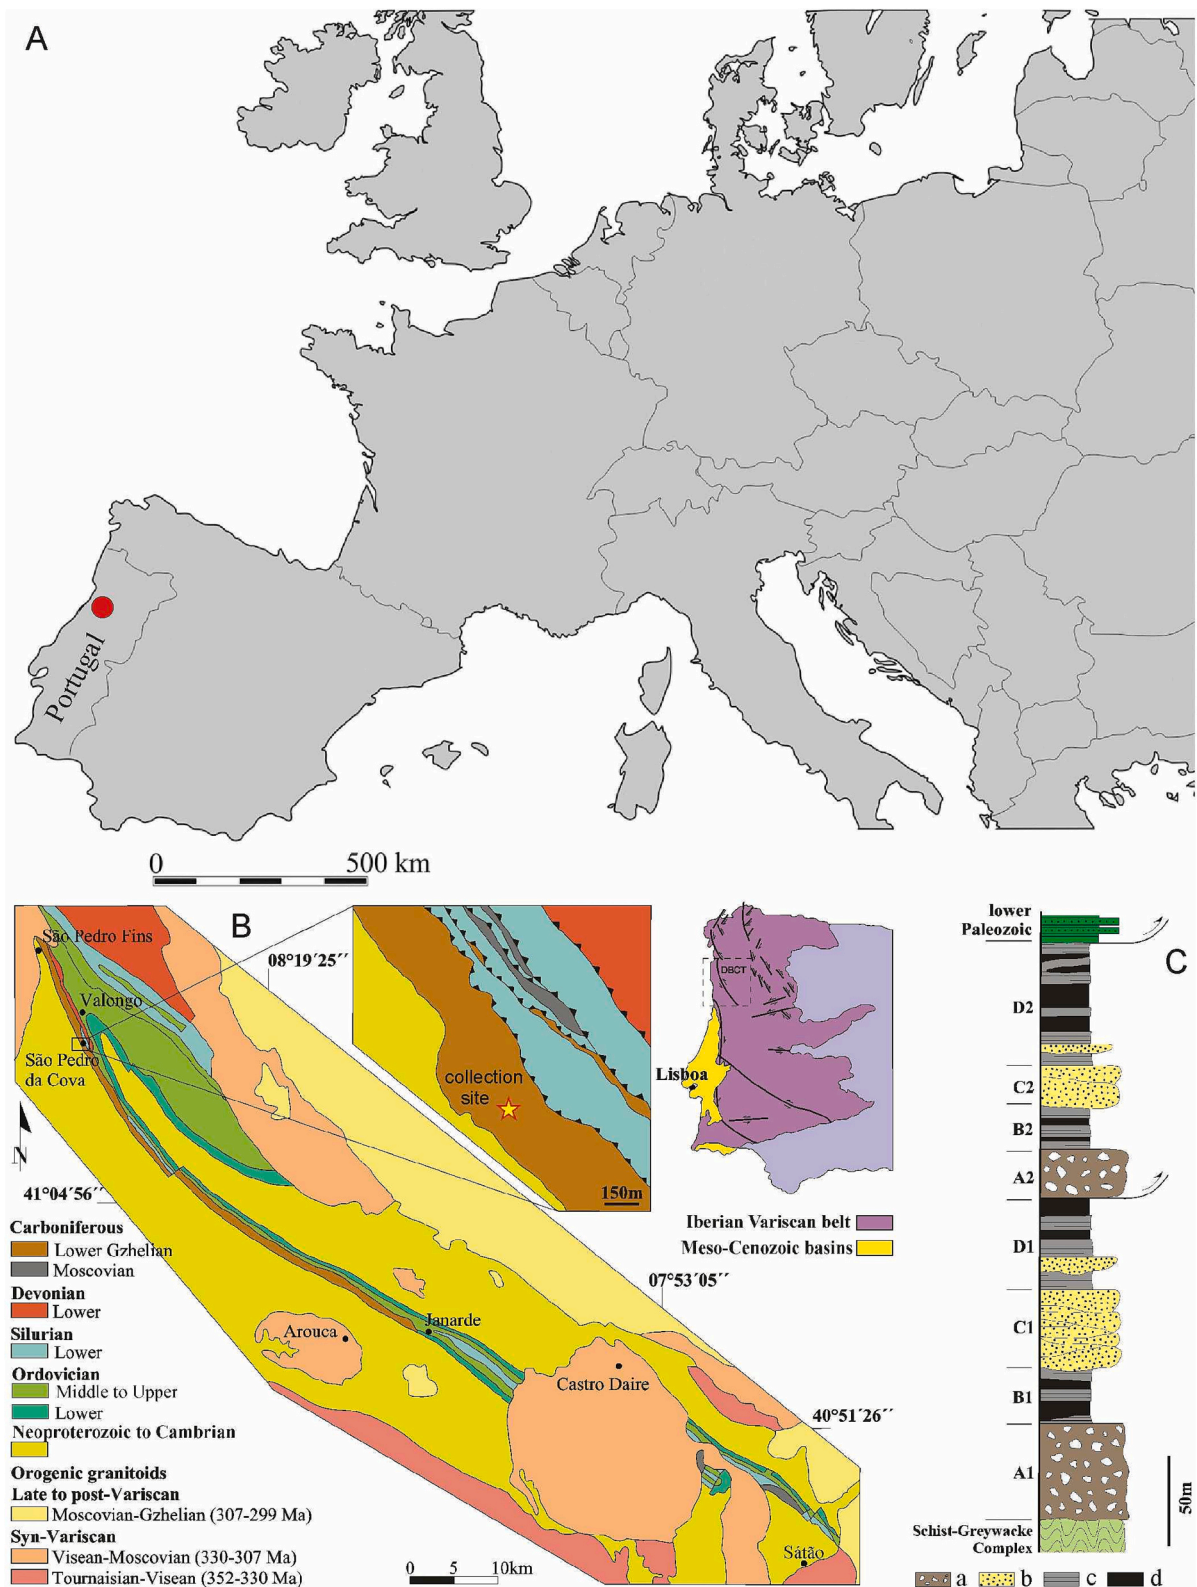 A
Portugal
0 500 km
B
São Pedro Fins
Valongo
São Pedro
da Cova
N
08°19´25´´
41°04´56´´
Janarde
Arouca
Castro Daire
07°53´05´´
40°51´26´´
Sátão
0 5 10km
collection
site
150m
DBCT
Lisboa
Iberian Variscan belt
Meso-Cenozoic basins
Carboniferous
Lower Gzhelian
Moscovian
Devonian
Lower
Silurian
Lower
Ordovician
Middle to Upper
Lower
Neoproterozoic to Cambrian
Orogenic granitoids
Late to post-Variscan
Moscovian-Gzhelian (307-299 Ma)
Syn-Variscan
Visean-Moscovian (330-307 Ma)
Tournaisian-Visean (352-330 Ma)
C
lower
Paleozoic
D2
C2
B2
A2
D1
C1
B1
A1
Schist-Greywacke
Complex
50m
a b c d